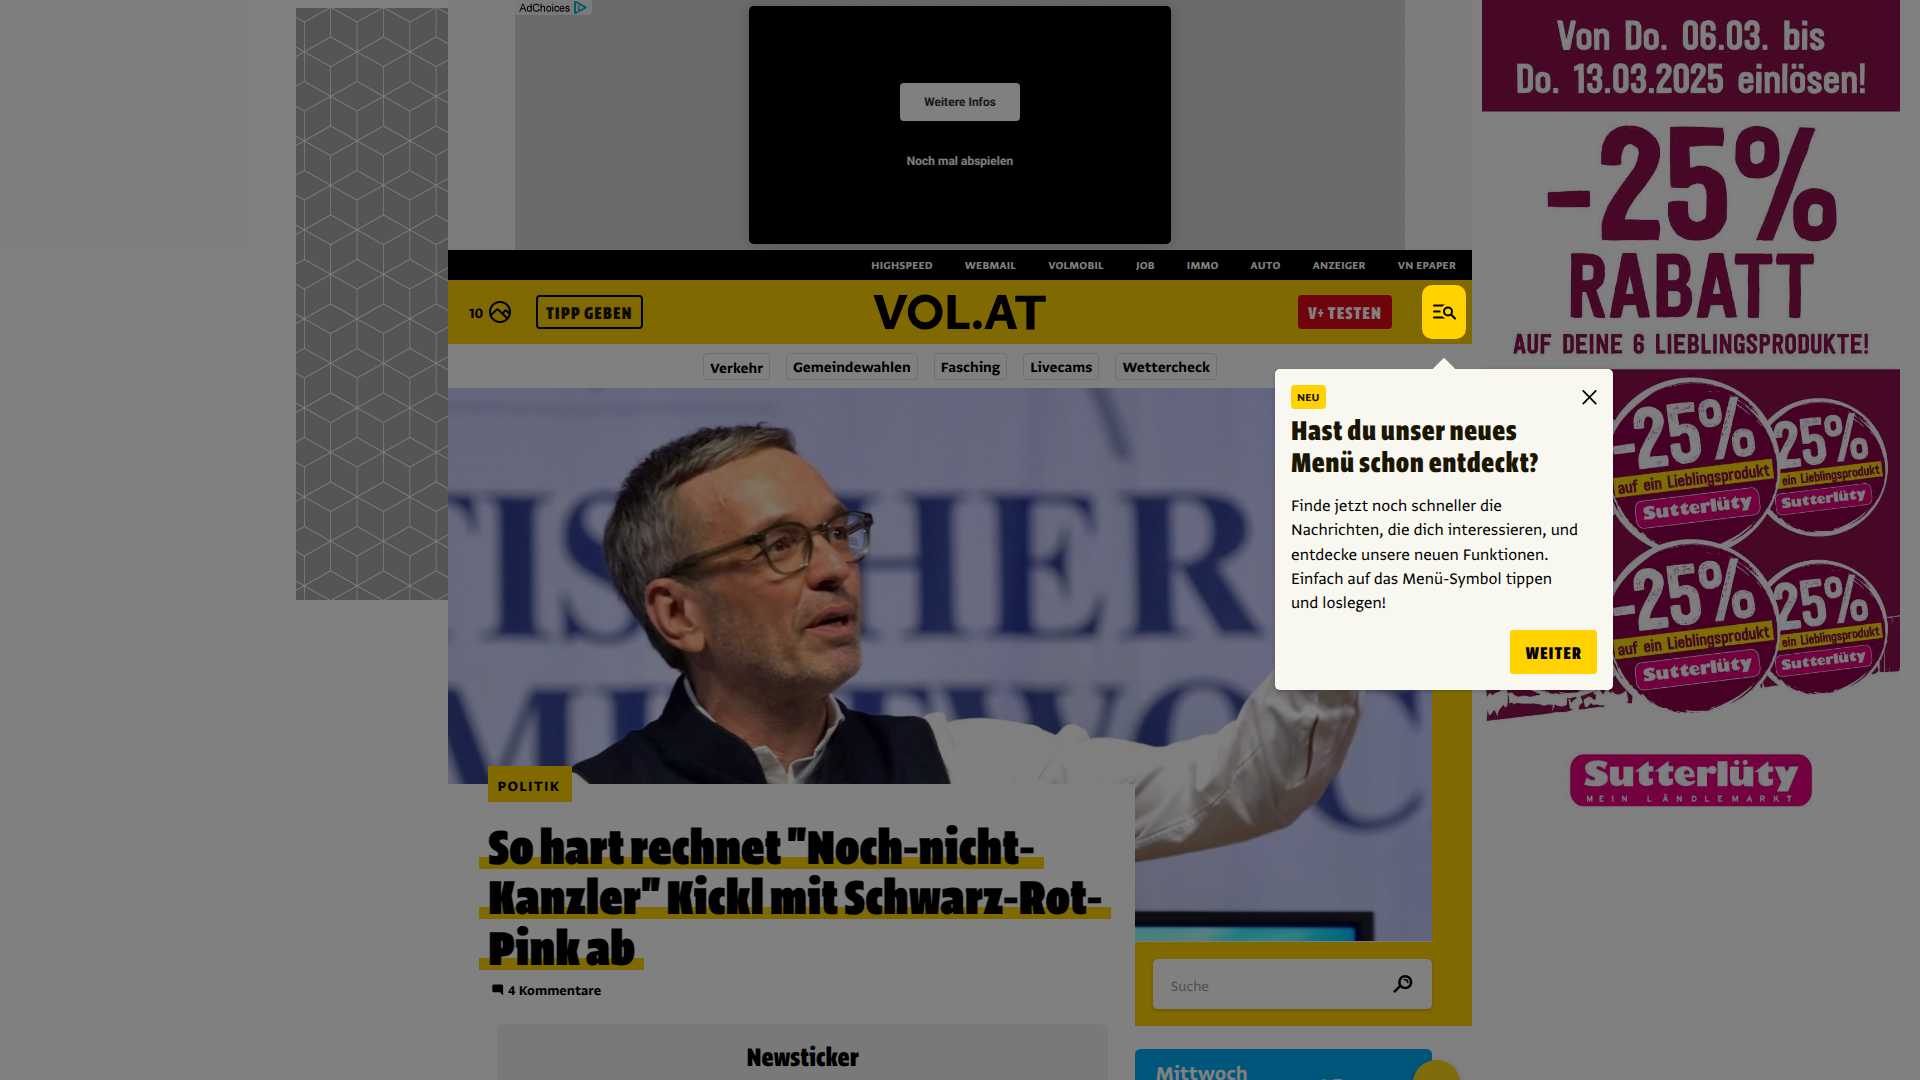 AdChoices
Weitere Infos
Noch mal abspielen
HIGHSPEED WEBMAIL VOLMOBIL JOB IMMO AUTO ANZEIGER VN EPAPER
10 TIPP GEBEN VOL.AT V+ TESTEN
Verkehr Gemeindewahlen Fasching Livecams Wettercheck
NEU
Hast du unser neues
Menü schon entdeckt?
Finde jetzt noch schneller die
Nachrichten, die dich interessieren, und
entdecke unsere neuen Funktionen.
Einfach auf das Menü-Symbol tippen
und loslegen!
WEITER
POLITIK
So hart rechnet "Noch-nicht-
Kanzler" Kickl mit Schwarz-Rot-
Pink ab
4 Kommentare
Newsticker
Suche
Mittwoch
Von Do. 06.03. bis
Do. 13.03.2025 einlösen!
-25%
RABATT
AUF DEINE 6 LIEBLINGSPRODUKTE!
-25%
auf ein Lieblingsprodukt
Sutterlüty
25%
ein Lieblingsprodukt
Sutterlüty
-25%
auf ein Lieblingsprodukt
Sutterlüty
25%
ein Lieblingsprodukt
Sutterlüty
Sutterlüty
MEIN LÄNDLEMARKT